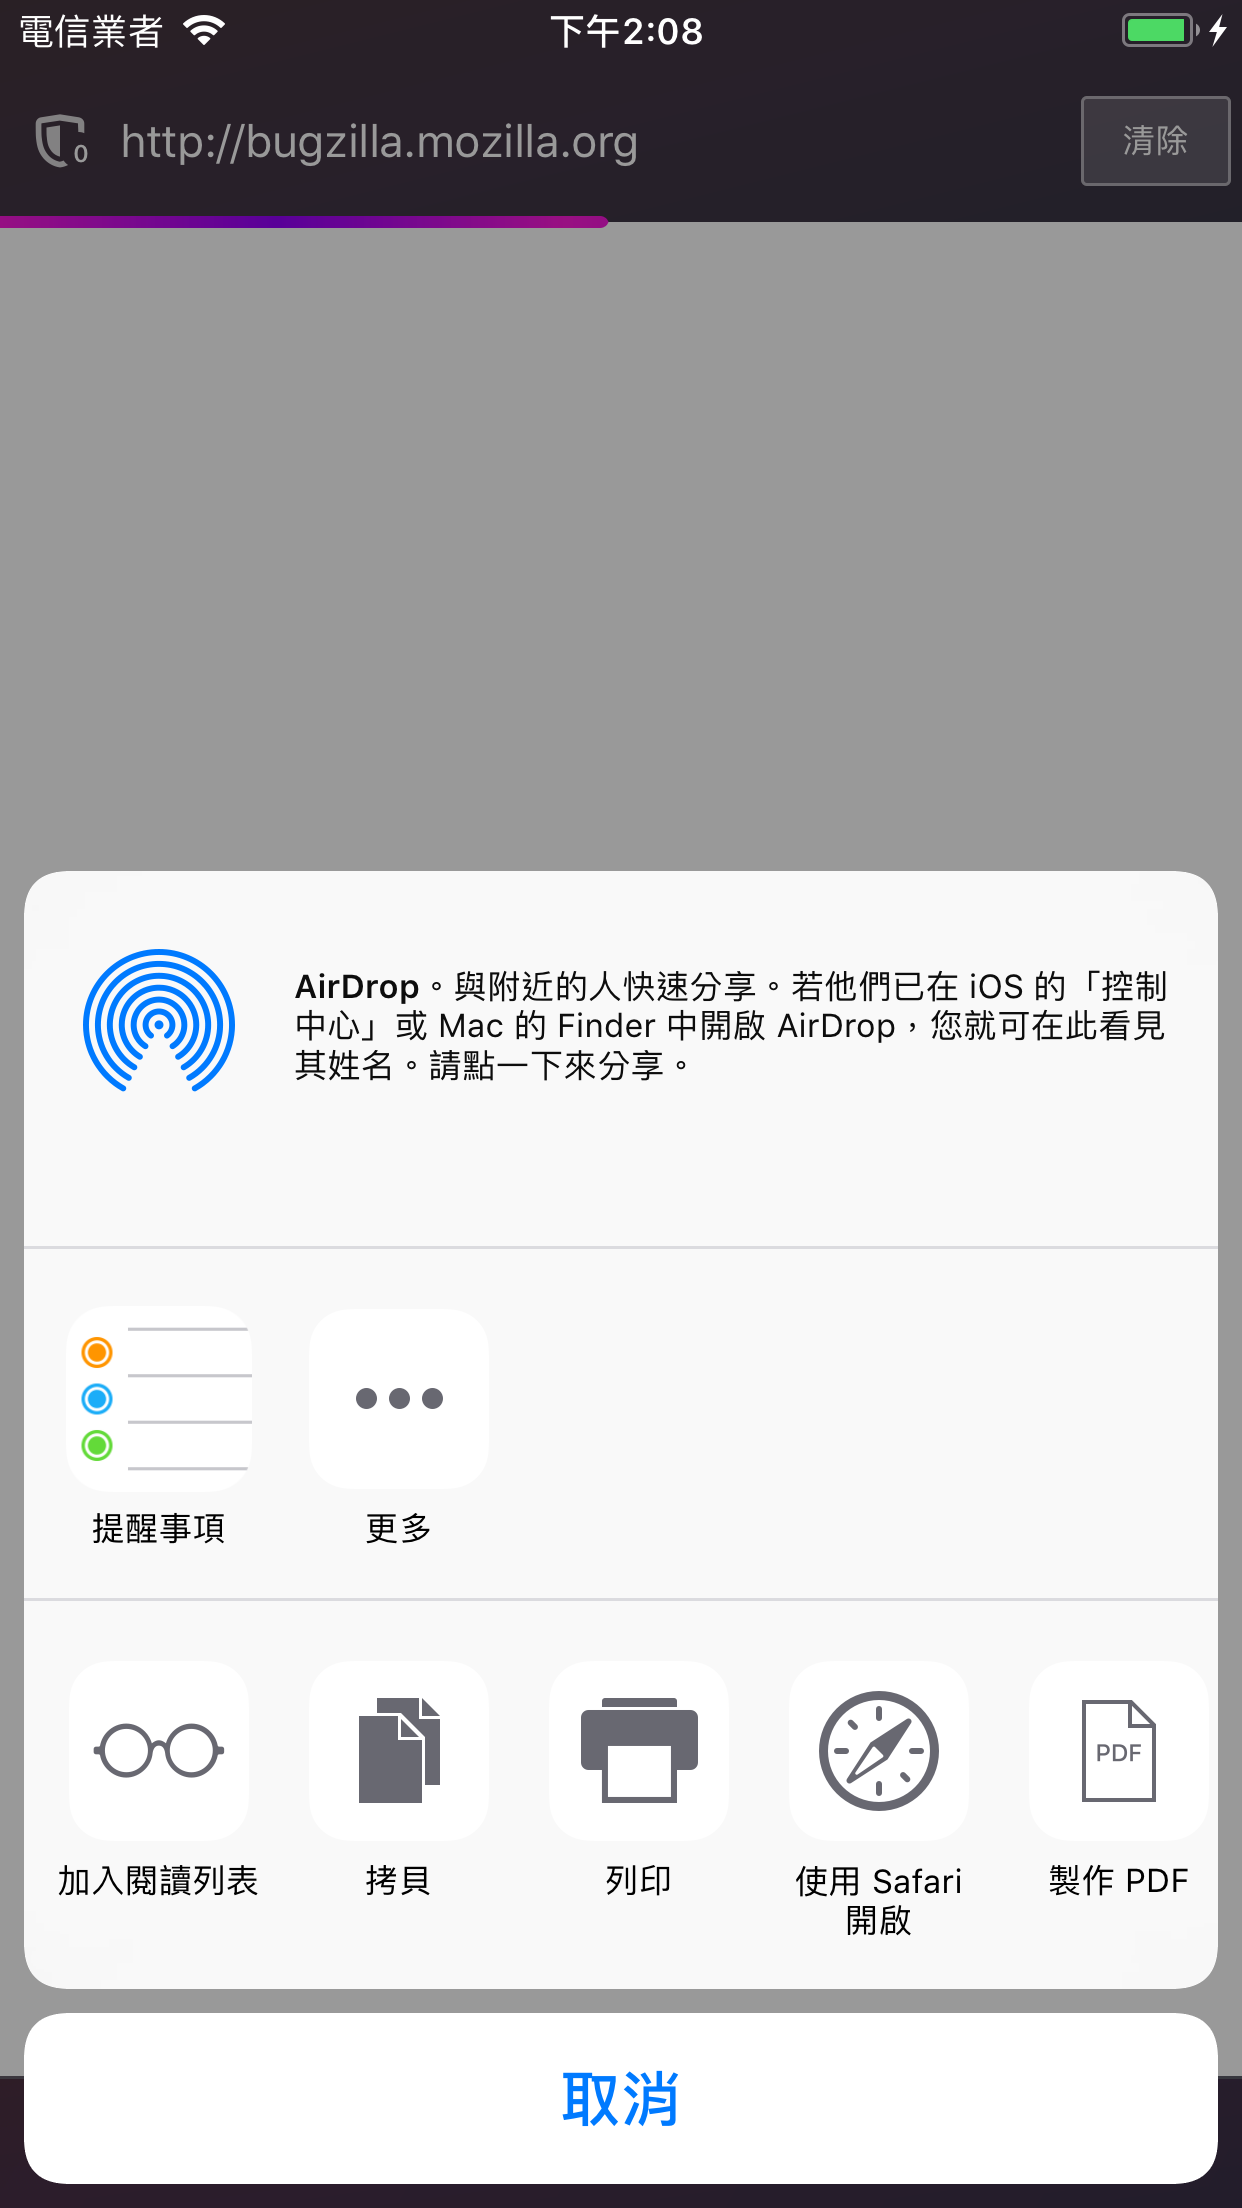 電信業者
下午2:08
0
http://bugzilla.mozilla.org
清除
AirDrop。與附近的人快速分享。若他們已在 iOS 的「控制
中心」或 Mac 的 Finder 中開啟 AirDrop，您就可在此看見
其姓名。請點一下來分享。
提醒事項
更多
PDF
加入閱讀列表
拷貝
列印
使用 Safari
開啟
製作 PDF
取消